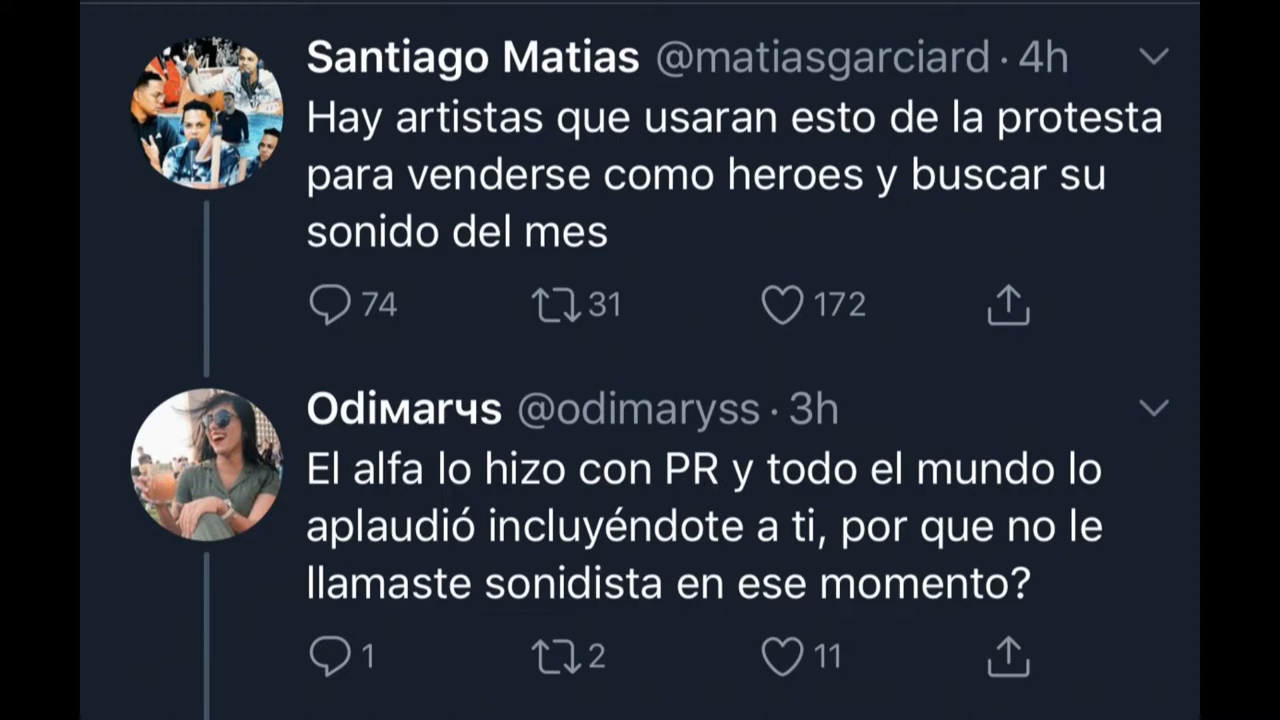 Santiago Matias @matiasgarciard · 4h
Hay artistas que usaran esto de la protesta
para venderse como heroes y buscar su
sonido del mes
74 31 172
Odiмarчs @odimaryss · 3h
El alfa lo hizo con PR y todo el mundo lo
aplaudió incluyéndote a ti, por que no le
llamaste sonidista en ese momento?
1 2 11